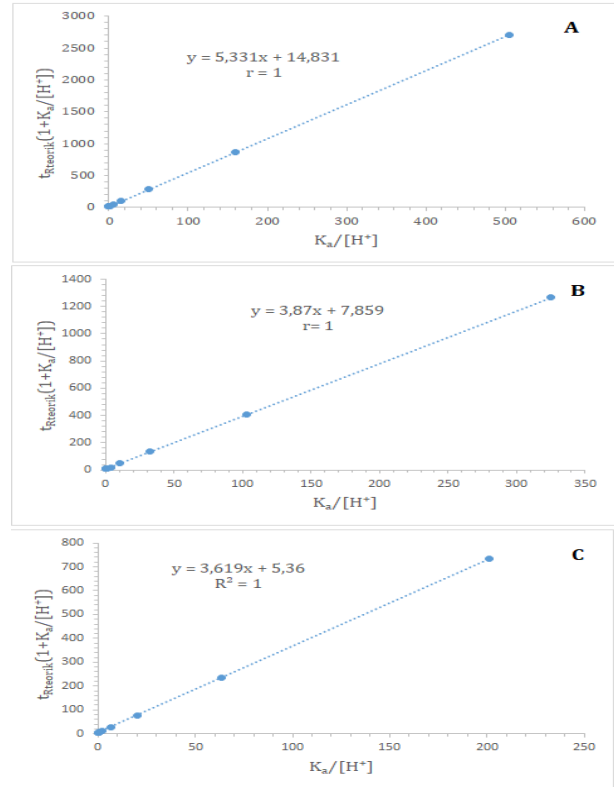 A
3000
2500
2000
1500
1000
500
0
y = 5,331x + 14,831
r = 1
t_Rteorik(1+K_a/[H⁺])
0 100 200 300 400 500 600
K_a/[H⁺]
B
1400
1200
1000
800
600
400
200
0
y = 3,87x + 7,859
r= 1
t_Rteorik(1+K_a/[H⁺])
0 50 100 150 200 250 300 350
K_a/[H⁺]
C
800
700
600
500
400
300
200
100
0
y = 3,619x + 5,36
R² = 1
t_Rteorik(1+K_a/[H⁺])
0 50 100 150 200 250
K_a/[H⁺]